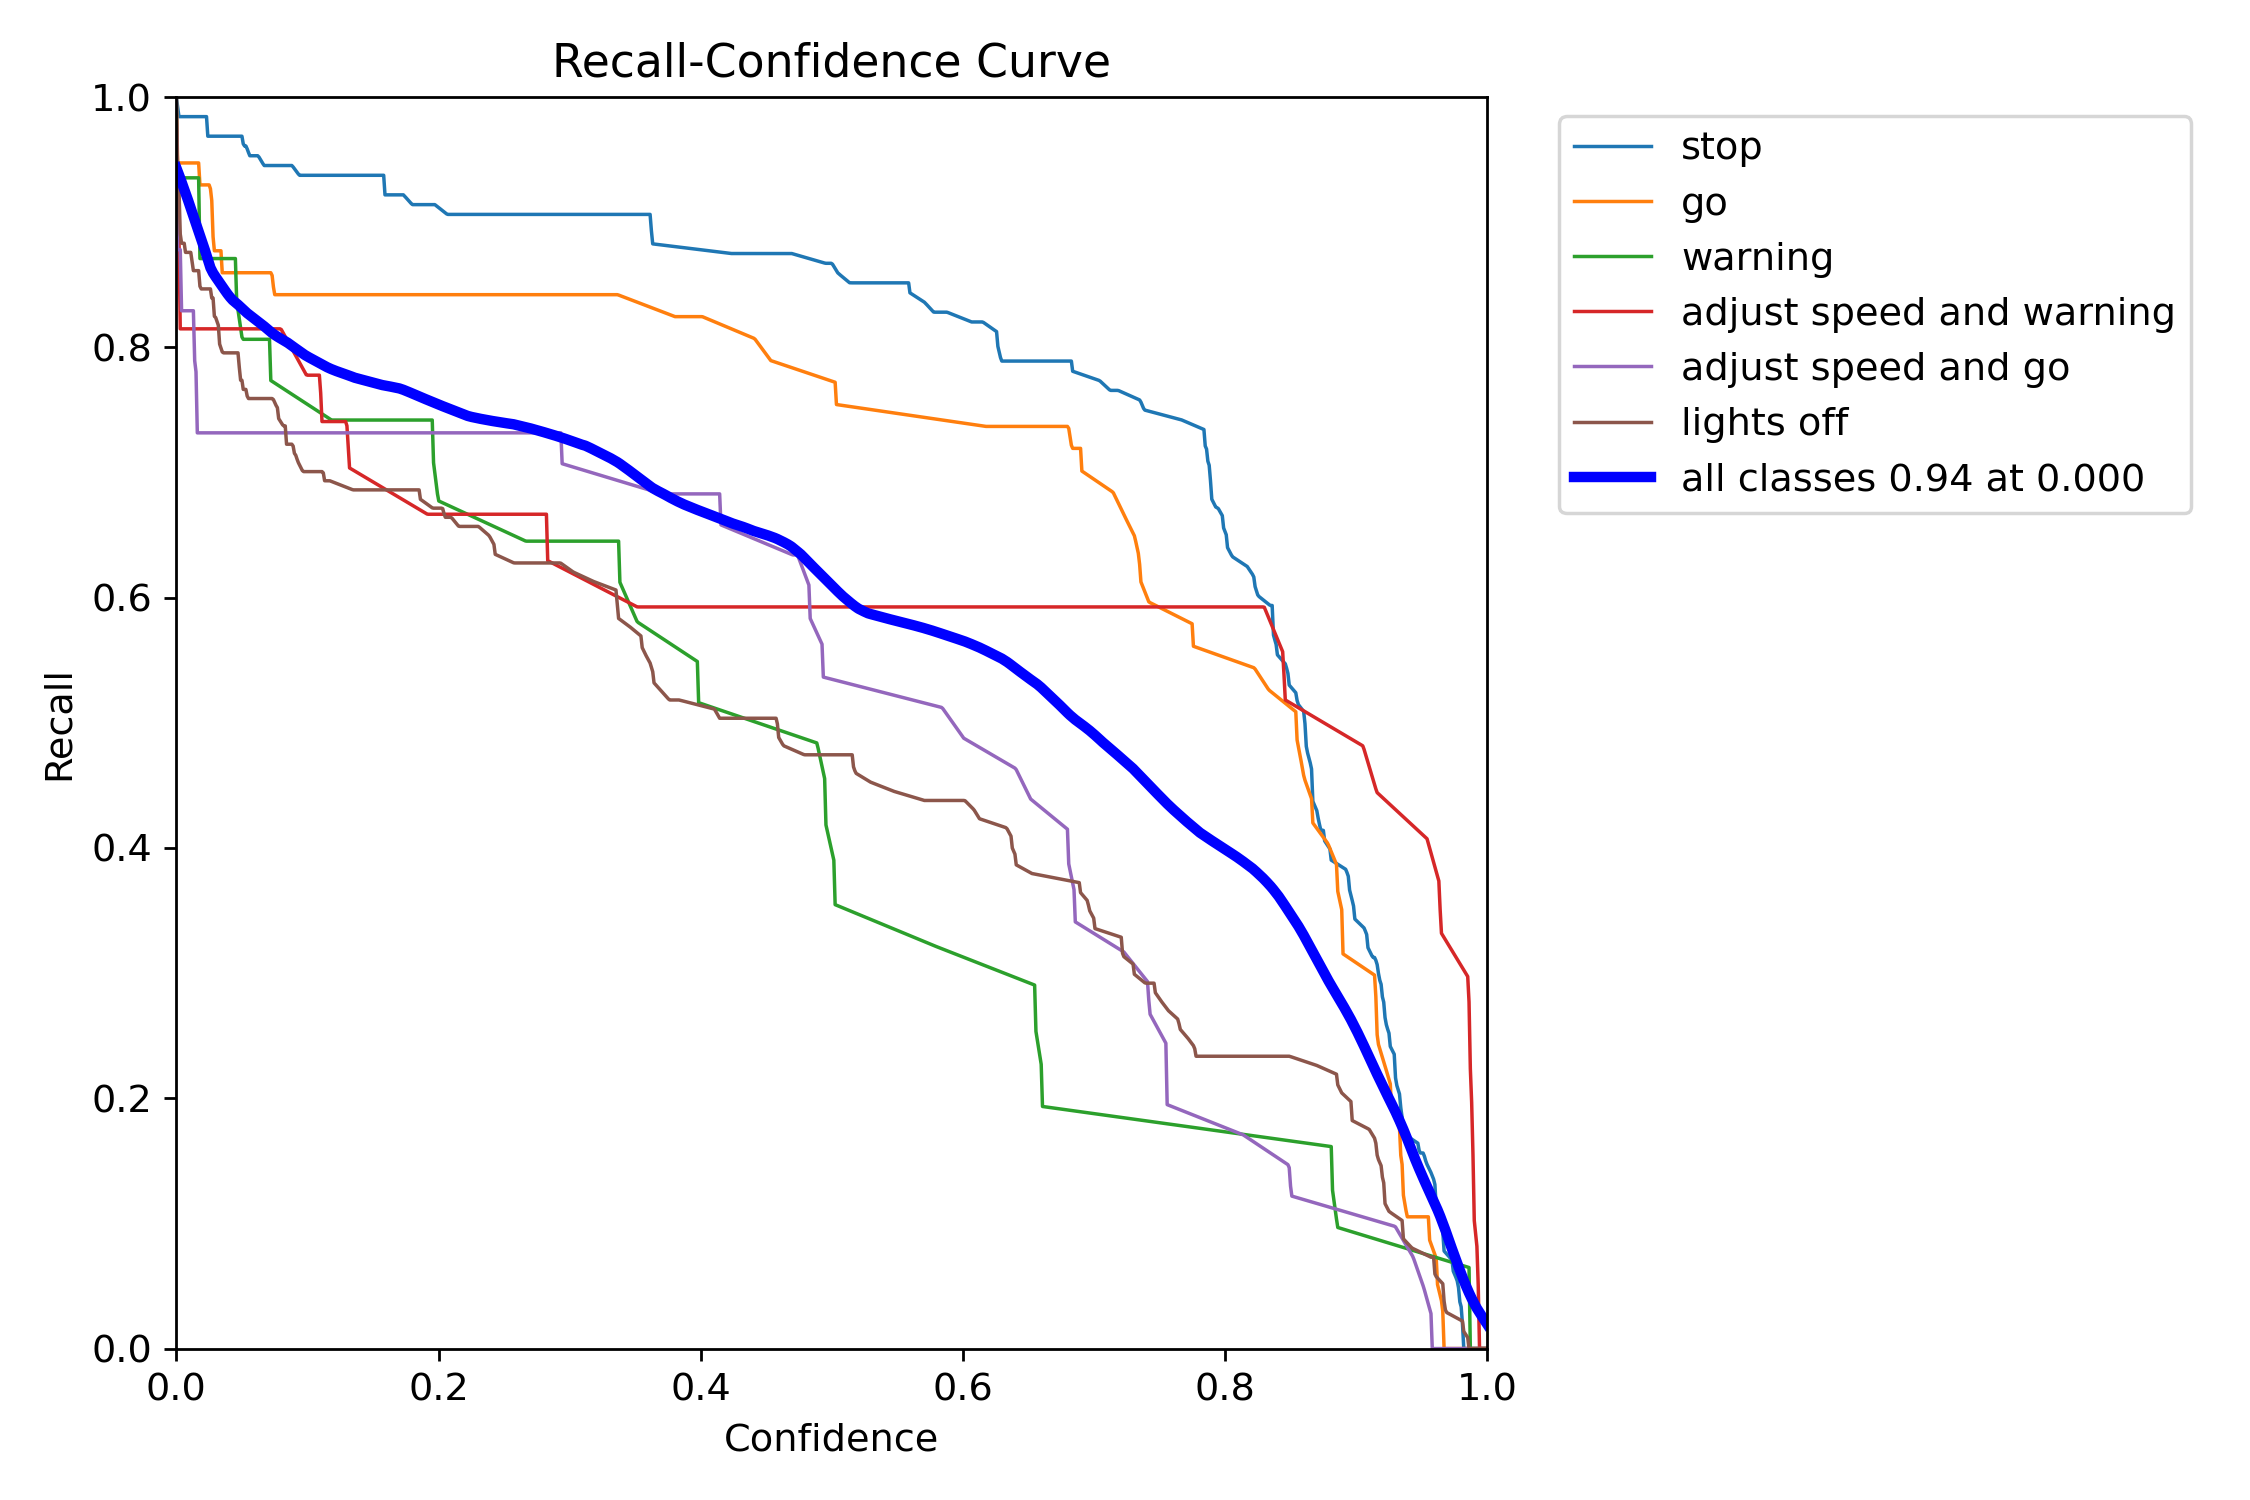 Recall-Confidence Curve
1.0
0.8
0.6
0.4
0.2
0.0
Recall
0.0 0.2 0.4 0.6 0.8 1.0
Confidence
stop
go
warning
adjust speed and warning
adjust speed and go
lights off
all classes 0.94 at 0.000